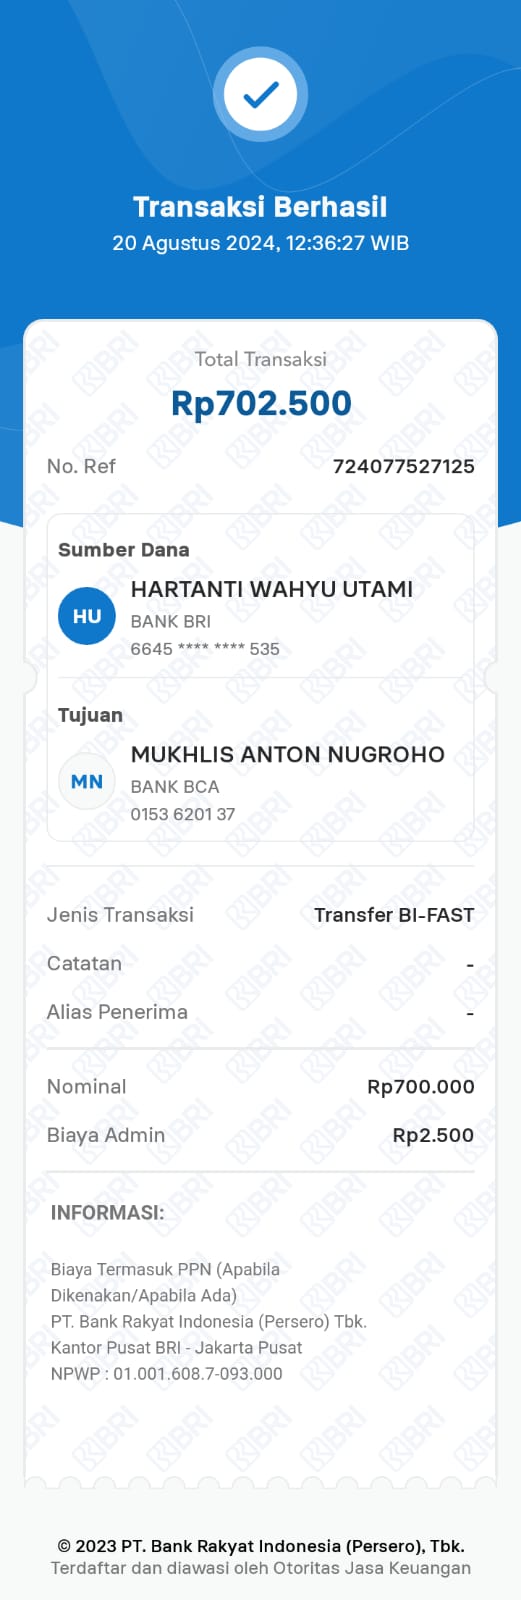 Transaksi Berhasil
20 Agustus 2024, 12:36:27 WIB
Total Transaksi
Rp702.500
No. Ref 724077527125
Sumber Dana
HU HARTANTI WAHYU UTAMI
BANK BRI
6645 **** **** 535
Tujuan
MN MUKHLIS ANTON NUGROHO
BANK BCA
0153 6201 37
Jenis Transaksi Transfer BI-FAST
Catatan -
Alias Penerima -
Nominal Rp700.000
Biaya Admin Rp2.500
INFORMASI:
Biaya Termasuk PPN (Apabila
Dikenakan/Apabila Ada)
PT. Bank Rakyat Indonesia (Persero) Tbk.
Kantor Pusat BRI - Jakarta Pusat
NPWP : 01.001.608.7-093.000
© 2023 PT. Bank Rakyat Indonesia (Persero), Tbk.
Terdaftar dan diawasi oleh Otoritas Jasa Keuangan